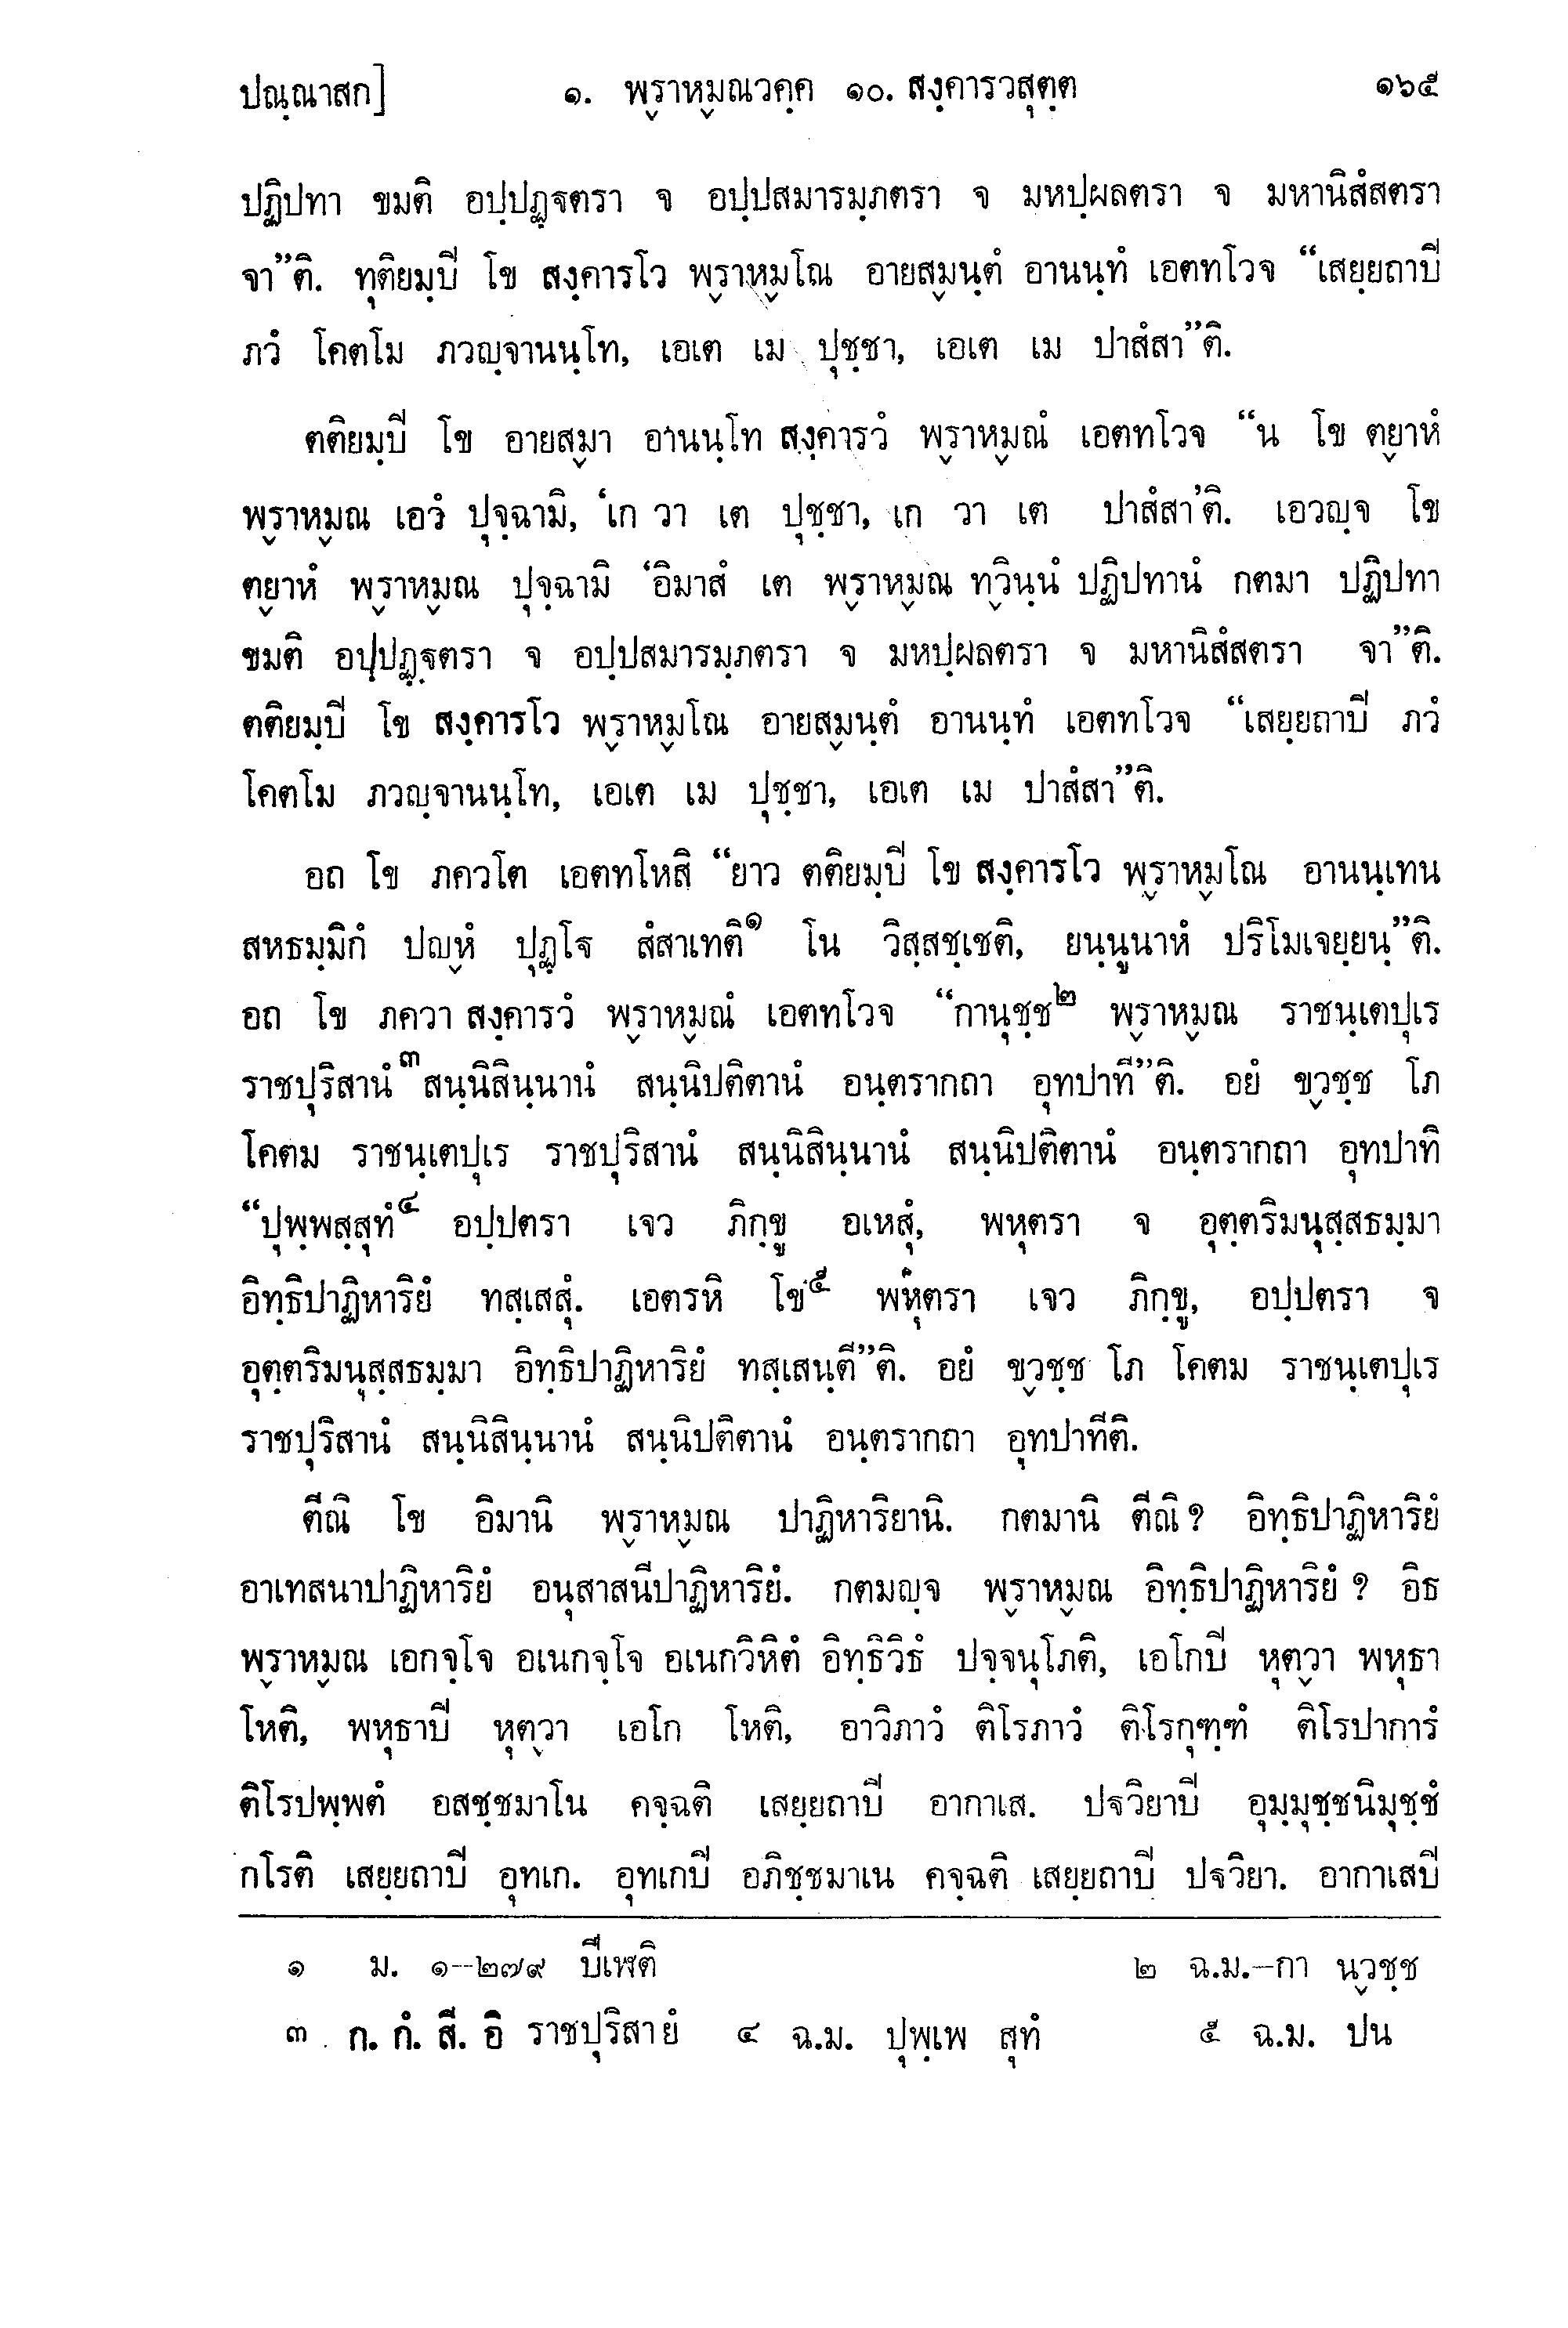 ปณฺณาสก] ๑. พฺราหฺมณวคฺค ๑๐. สงฺคารวสุตฺต ๑๖๕
ปฏิปทา ขมติ อปฺปฏฺฐตรา จ อปฺปสมารมฺภตรา จ มหปฺผลตรา จ มหานิสํสตรา
จา”ติ. ทุติยมฺปิ โข สงฺคารโว พฺราหฺมโณ อายสฺมนฺตํ อานนฺทํ เอตทโวจ “เสยฺยถาปิ
ภวํ โคตโม ภวญฺจานนฺโท, เอเต เม ปุชฺชา, เอเต เม ปาสํสา”ติ.
ตติยมฺปิ โข อายสฺมา อานนฺโท สงฺคารวํ พฺราหฺมณํ เอตทโวจ “น โข ตฺยาหํ
พฺราหฺมณ เอวํ ปุจฺฉามิ, ‘เก วา เต ปุชฺชา, เก วา เต ปาสํสา’ติ. เอวญฺจ โข
ตฺยาหํ พฺราหฺมณ ปุจฺฉามิ ‘อิมาสํ เต พฺราหฺมณ ทฺวินฺนํ ปฏิปทานํ กตมา ปฏิปทา
ขมติ อปฺปฏฺฐตรา จ อปฺปสมารมฺภตรา จ มหปฺผลตรา จ มหานิสํสตรา จา”ติ.
ตติยมฺปิ โข สงฺคารโว พฺราหฺมโณ อายสฺมนฺตํ อานนฺทํ เอตทโวจ “เสยฺยถาปิ ภวํ
โคตโม ภวญฺจานนฺโท, เอเต เม ปุชฺชา, เอเต เม ปาสํสา”ติ.
อถ โข ภควโต เอตทโหสิ “ยาว ตติยมฺปิ โข สงฺคารโว พฺราหฺมโณ อานนฺเทน
สหธมฺมิกํ ปญฺหํ ปุฏฺโฐ สํสาเทติ๑ โน วิสฺสชฺเชติ, ยนฺนูนาหํ ปริโมเจยฺยนฺ”ติ.
อถ โข ภควา สงฺคารวํ พฺราหฺมณํ เอตทโวจ “กานุชฺช๒ พฺราหฺมณ ราชนฺเตปุเร
ราชปุริสานํ๓ สนฺนิสินฺนานํ สนฺนิปติตานํ อนฺตรากถา อุทปาที”ติ. อยํ ขฺวชฺช โภ
โคตม ราชนฺเตปุเร ราชปุริสานํ สนฺนิสินฺนานํ สนฺนิปติตานํ อนฺตรากถา อุทปาทิ
“ปุพฺพสฺสุทํ๔ อปฺปตรา เจว ภิกฺขู อเหสุํ, พหุตรา จ อุตฺตริมนุสฺสธมฺมา
อิทฺธิปาฏิหาริยํ ทสฺเสสุํ. เอตรหิ โข๕ พหุตรา เจว ภิกฺขู, อปฺปตรา จ
อุตฺตริมนุสฺสธมฺมา อิทฺธิปาฏิหาริยํ ทสฺเสนฺตี”ติ. อยํ ขฺวชฺช โภ โคตม ราชนฺเตปุเร
ราชปุริสานํ สนฺนิสินฺนานํ สนฺนิปติตานํ อนฺตรากถา อุทปาทีติ.
ตีณิ โข อิมานิ พฺราหฺมณ ปาฏิหาริยานิ. กตมานิ ตีณิ? อิทฺธิปาฏิหาริยํ
อาเทสนาปาฏิหาริยํ อนุสาสนีปาฏิหาริยํ. กตมญฺจ พฺราหฺมณ อิทฺธิปาฏิหาริยํ? อิธ
พฺราหฺมณ เอกจฺโจ อเนกจฺโจ อเนกวิหิตํ อิทฺธิวิธํ ปจฺจนุโภติ, เอโกปิ หุตฺวา พหุธา
โหติ, พหุธาปิ หุตฺวา เอโก โหติ, อาวิภาวํ ติโรภาวํ ติโรกุฑฺฑํ ติโรปาการํ
ติโรปพฺพตํ อสชฺชมาโน คจฺฉติ เสยฺยถาปิ อากาเส. ปฐวิยาปิ อุมฺมุชฺชนิมุชฺชํ
กโรติ เสยฺยถาปิ อุทเก. อุทเกปิ อภิชฺชมาเน คจฺฉติ เสยฺยถาปิ ปฐวิยา. อากาเสปิ
๑ ม. ๑--๒๗๙ ปิเหติ ๒ ฉ.ม.--กา นฺวชฺช
๓ ก. กํ. สี. อิ ราชปุริสายํ ๔ ฉ.ม. ปุพฺเพ สุทํ ๕ ฉ.ม. ปน